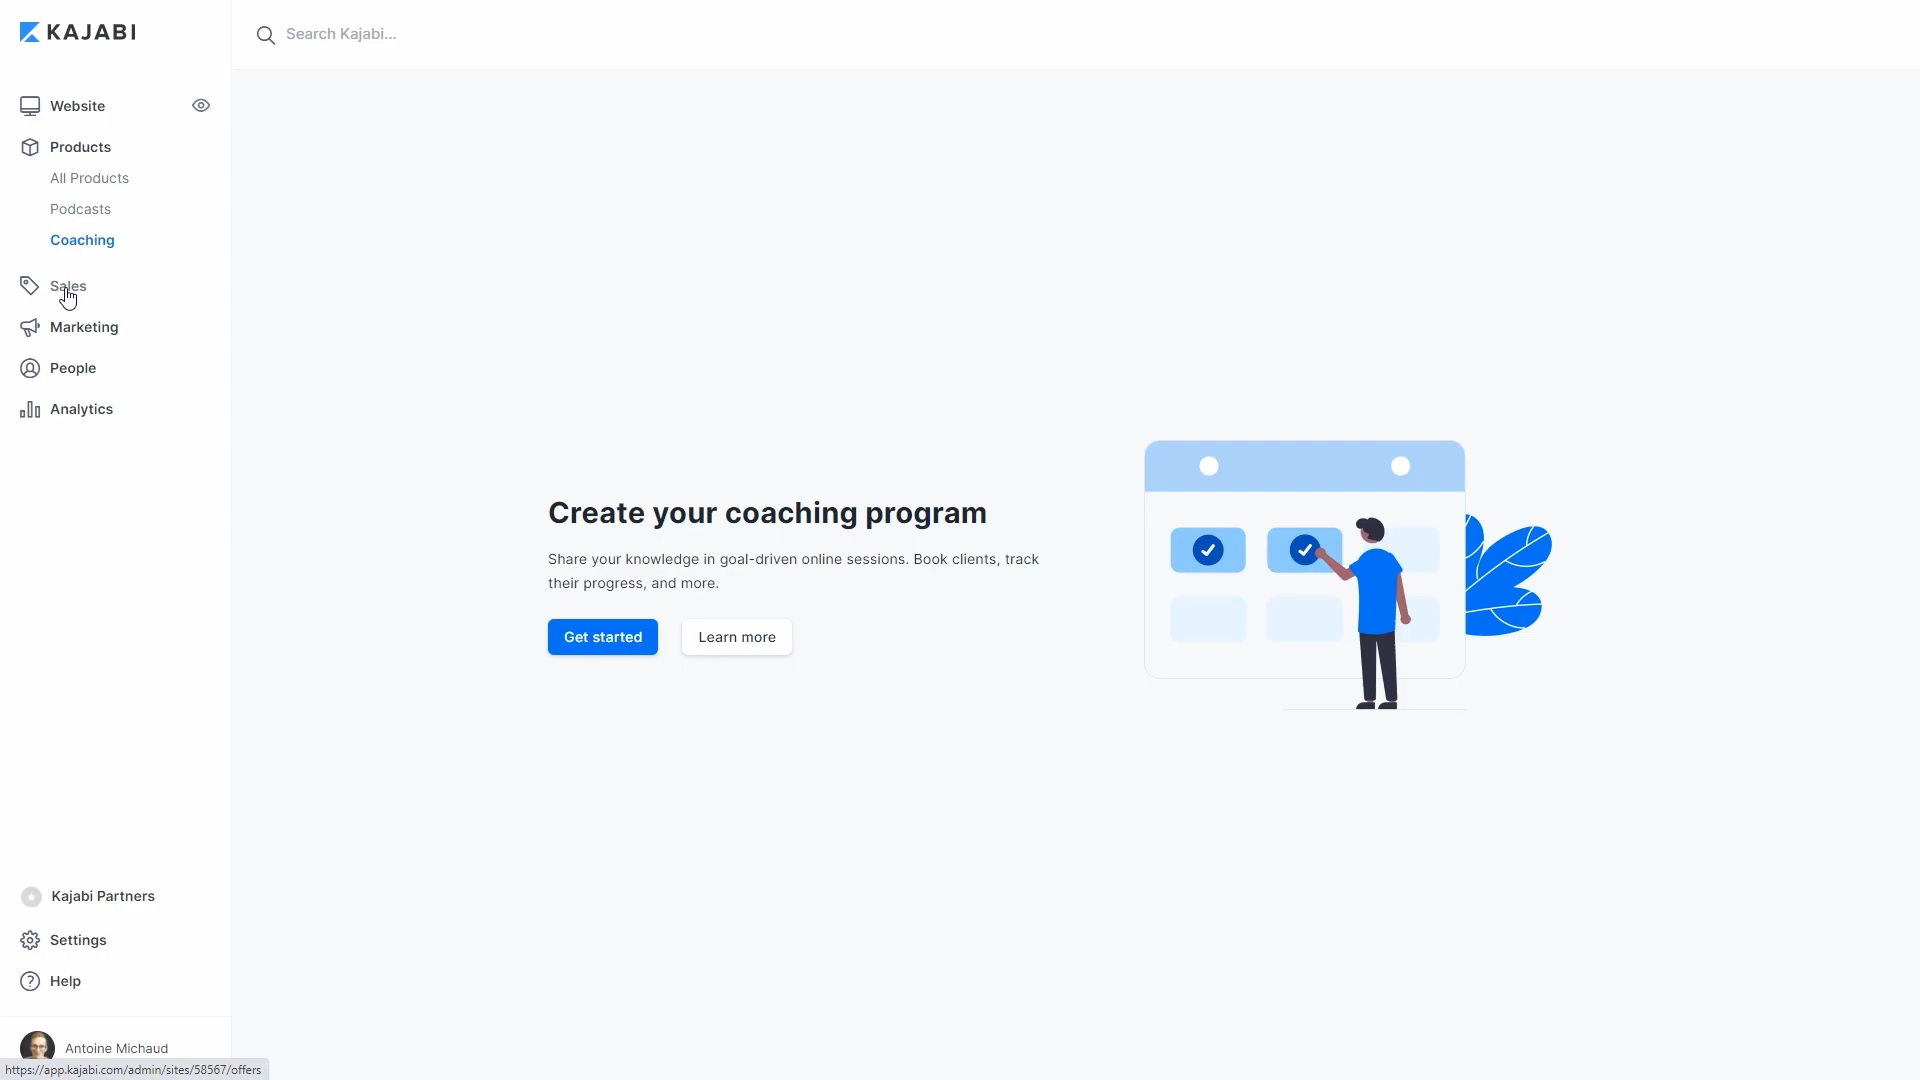 KAJABI
Search Kajabi...
Website
Products
All Products
Podcasts
Coaching
Sales
Marketing
People
Analytics
Create your coaching program
Share your knowledge in goal-driven online sessions. Book clients, track
their progress, and more.
Get started
Learn more
Kajabi Partners
Settings
Help
Antoine Michaud
https://app.kajabi.com/admin/sites/58567/offers